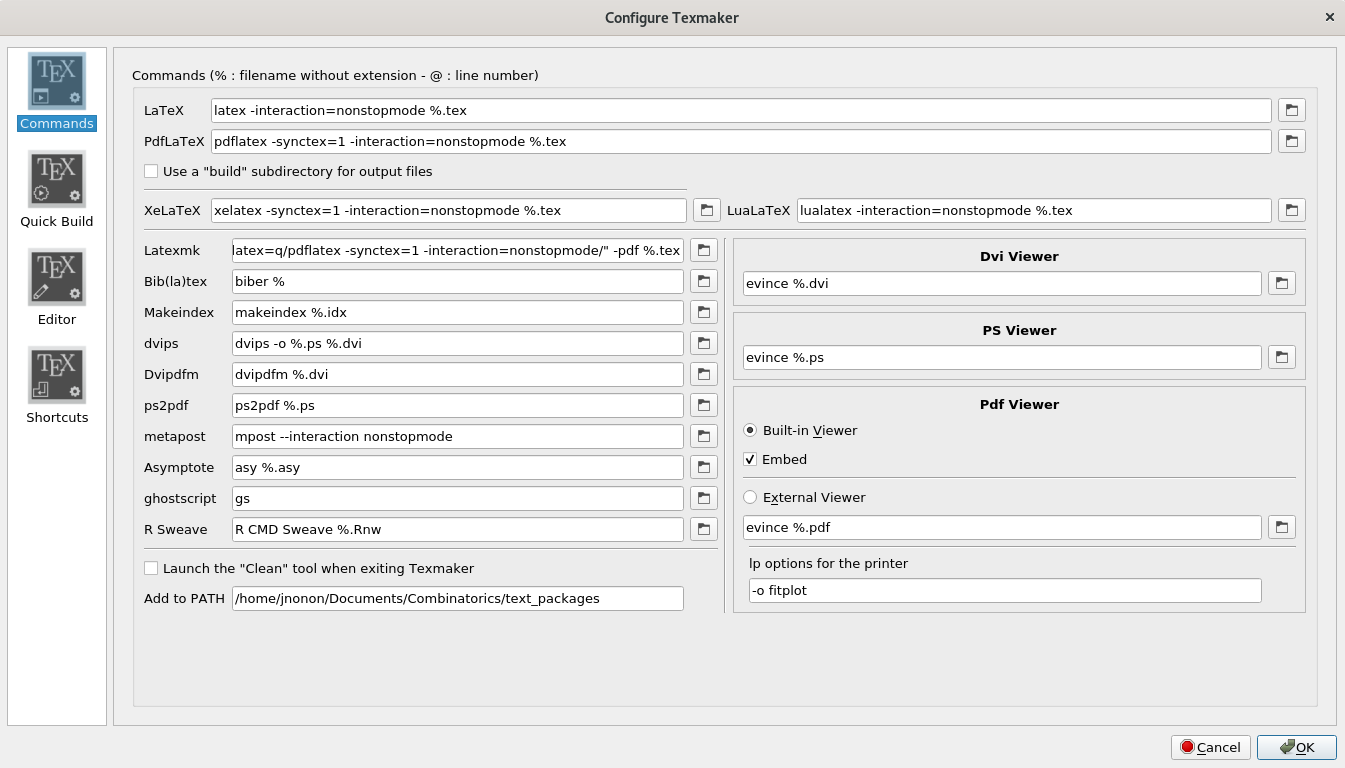 Configure Texmaker
Commands
Quick Build
Editor
Shortcuts
Commands (% : filename without extension - @ : line number)
LaTeX latex -interaction=nonstopmode %.tex
PdfLaTeX pdflatex -synctex=1 -interaction=nonstopmode %.tex
Use a "build" subdirectory for output files
XeLaTeX xelatex -synctex=1 -interaction=nonstopmode %.tex LuaLaTeX lualatex -interaction=nonstopmode %.tex
Latexmk latex=q/pdflatex -synctex=1 -interaction=nonstopmode/" -pdf %.tex
Bib(la)tex biber %
Makeindex makeindex %.idx
dvips dvips -o %.ps %.dvi
Dvipdfm dvipdfm %.dvi
ps2pdf ps2pdf %.ps
metapost mpost --interaction nonstopmode
Asymptote asy %.asy
ghostscript gs
R Sweave R CMD Sweave %.Rnw
Launch the "Clean" tool when exiting Texmaker
Add to PATH /home/jnonon/Documents/Combinatorics/text_packages
Dvi Viewer
evince %.dvi
PS Viewer
evince %.ps
Pdf Viewer
Built-in Viewer
Embed
External Viewer
evince %.pdf
lp options for the printer
-o fitplot
Cancel OK
TEX
TEX
TEX
TEX